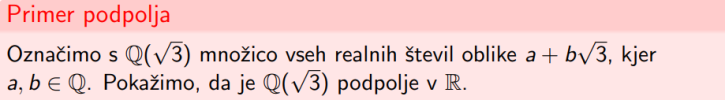 Primer podpolja
Označimo s ℚ(√3) množico vseh realnih števil oblike a + b√3, kjer
a, b ∈ ℚ. Pokažimo, da je ℚ(√3) podpolje v ℝ.